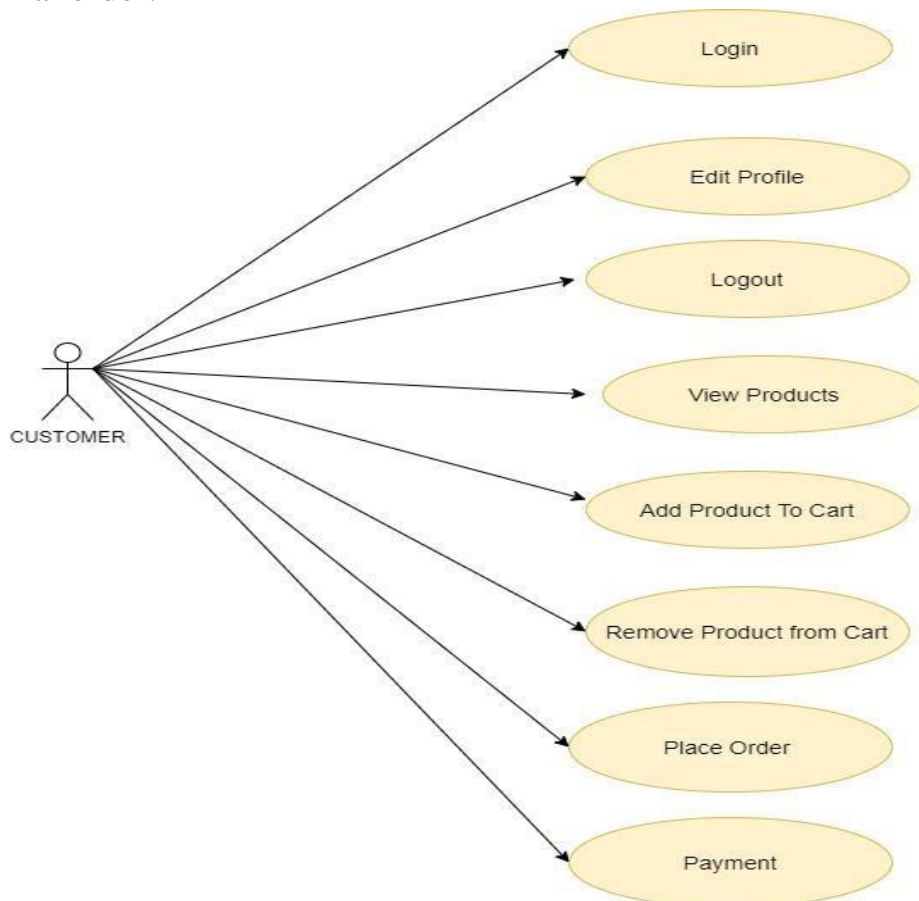 Login
Edit Profile
Logout
View Products
CUSTOMER
Add Product To Cart
Remove Product from Cart
Place Order
Payment